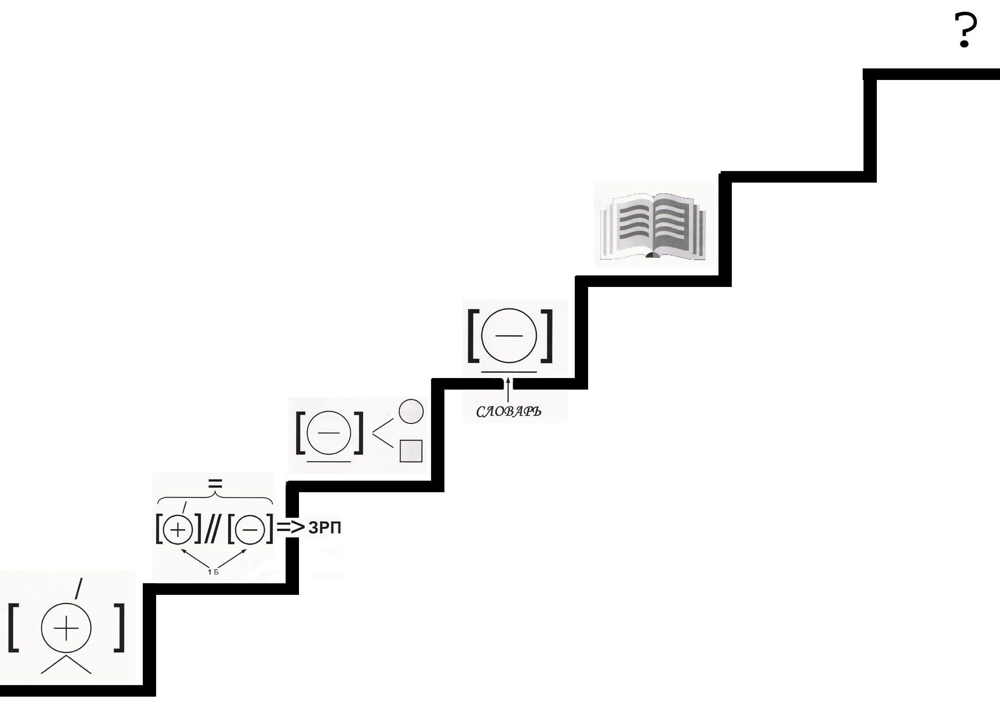 ?
СЛОВАРЬ
=
/
[+] // [−] => ЗРП
1 Б
/
[+]